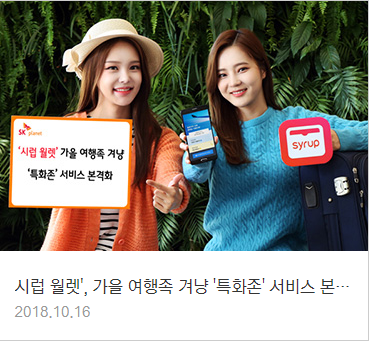 SK planet
'시럽 월렛' 가을 여행족 겨냥
'특화존' 서비스 본격화
syrup
시럽 월렛', 가을 여행족 겨냥 '특화존' 서비스 본…
2018.10.16